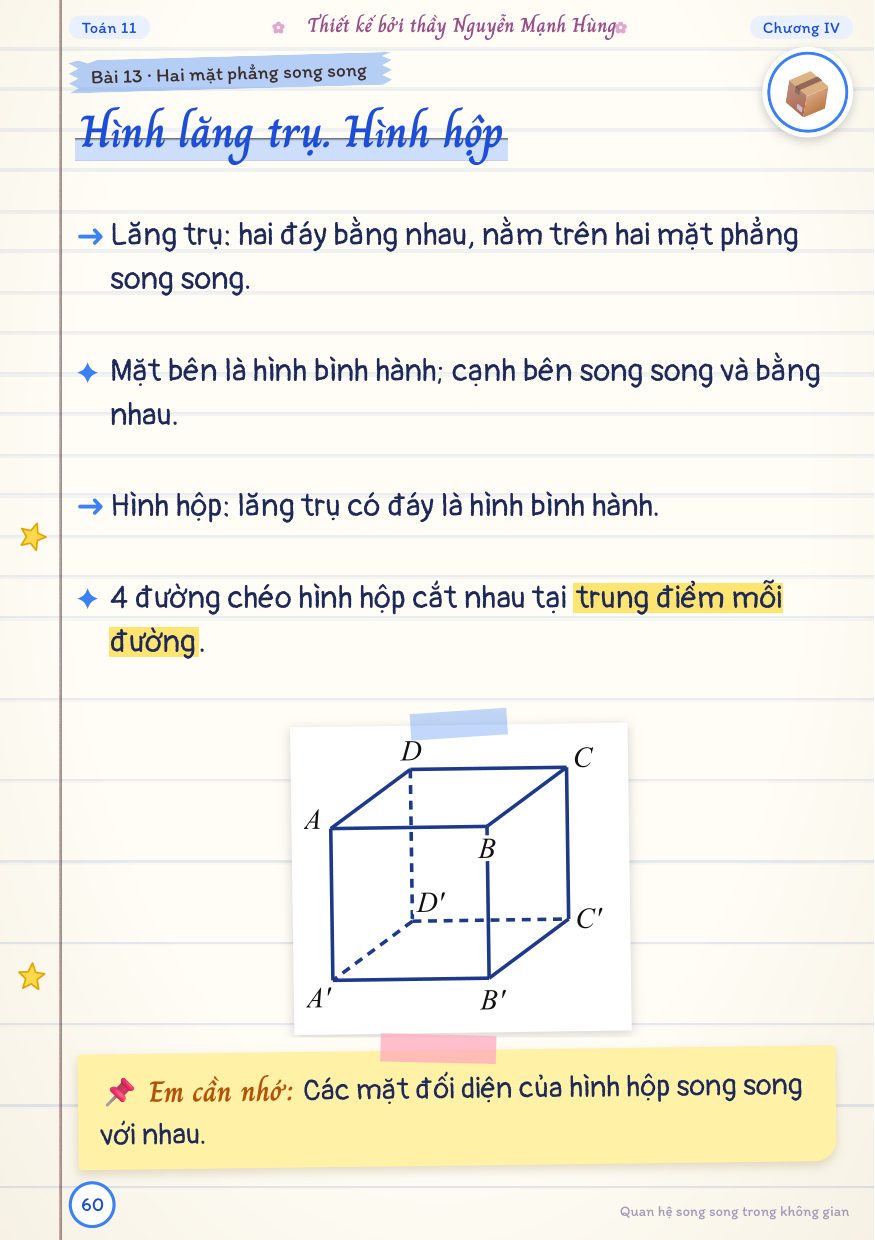 Toán 11
Thiết kế bởi thầy Nguyễn Mạnh Hùng
Chương IV
Bài 13 · Hai mặt phẳng song song
Hình lăng trụ. Hình hộp
→ Lăng trụ: hai đáy bằng nhau, nằm trên hai mặt phẳng
song song.
✦ Mặt bên là hình bình hành; cạnh bên song song và bằng
nhau.
→ Hình hộp: lăng trụ có đáy là hình bình hành.
✦ 4 đường chéo hình hộp cắt nhau tại trung điểm mỗi
đường.
D
C
A
B
D'
C'
A'
B'
Em cần nhớ: Các mặt đối diện của hình hộp song song
với nhau.
60
Quan hệ song song trong không gian